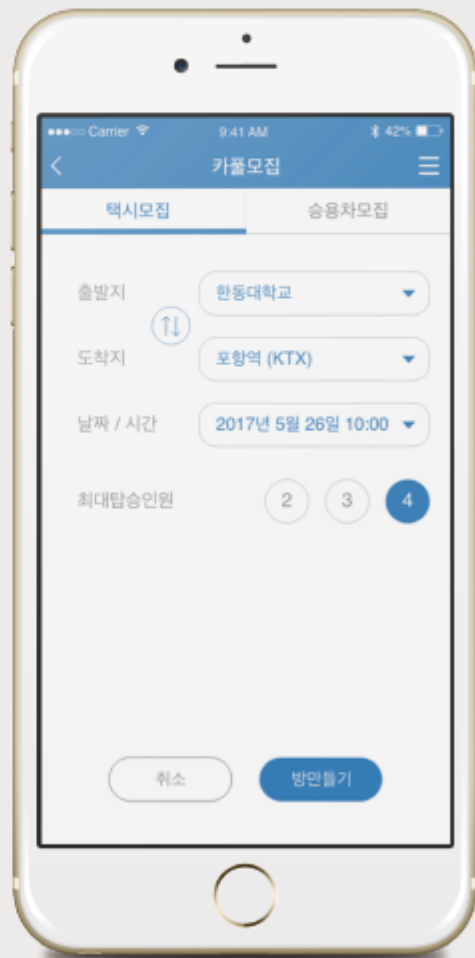 Carrier 9:41 AM 42%
카풀모집
택시모집 승용차모집
출발지 한동대학교
도착지 포항역 (KTX)
날짜 / 시간 2017년 5월 26일 10:00
최대탑승인원 2 3 4
취소 방만들기